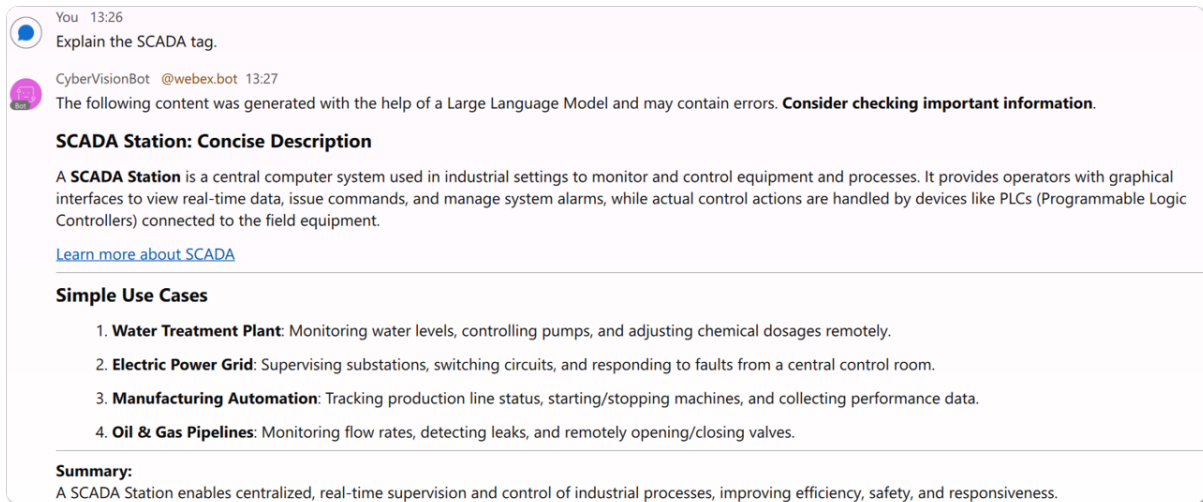 You 13:26
Explain the SCADA tag.
CyberVisionBot @webex.bot 13:27
Bot
The following content was generated with the help of a Large Language Model and may contain errors. Consider checking important information.
SCADA Station: Concise Description
A SCADA Station is a central computer system used in industrial settings to monitor and control equipment and processes. It provides operators with graphical
interfaces to view real-time data, issue commands, and manage system alarms, while actual control actions are handled by devices like PLCs (Programmable Logic
Controllers) connected to the field equipment.
Learn more about SCADA
Simple Use Cases
1. Water Treatment Plant: Monitoring water levels, controlling pumps, and adjusting chemical dosages remotely.
2. Electric Power Grid: Supervising substations, switching circuits, and responding to faults from a central control room.
3. Manufacturing Automation: Tracking production line status, starting/stopping machines, and collecting performance data.
4. Oil & Gas Pipelines: Monitoring flow rates, detecting leaks, and remotely opening/closing valves.
Summary:
A SCADA Station enables centralized, real-time supervision and control of industrial processes, improving efficiency, safety, and responsiveness.